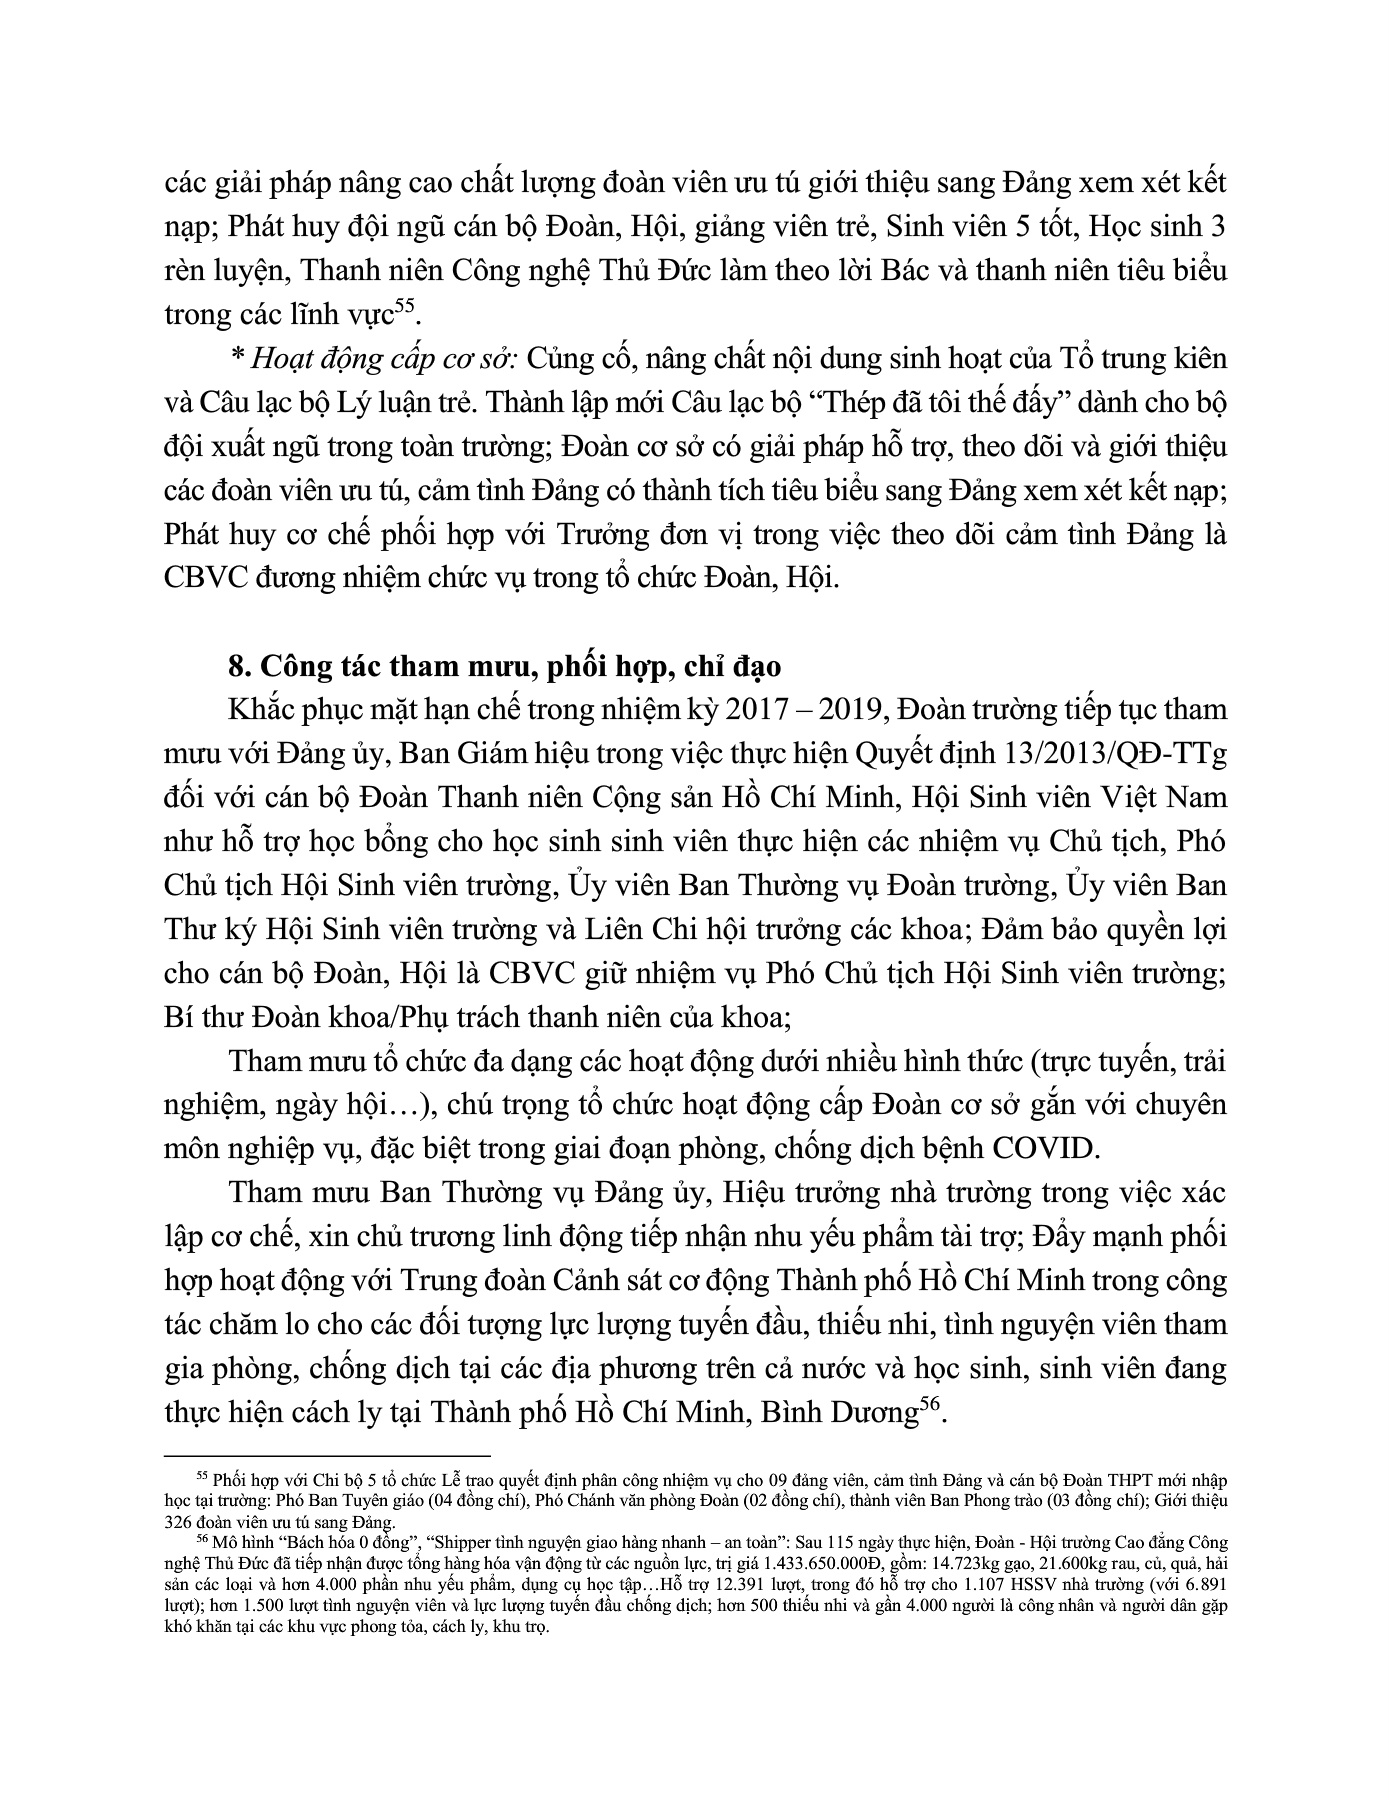 các giải pháp nâng cao chất lượng đoàn viên ưu tú giới thiệu sang Đảng xem xét kết
nạp; Phát huy đội ngũ cán bộ Đoàn, Hội, giảng viên trẻ, Sinh viên 5 tốt, Học sinh 3
rèn luyện, Thanh niên Công nghệ Thủ Đức làm theo lời Bác và thanh niên tiêu biểu
trong các lĩnh vực55.
* Hoạt động cấp cơ sở: Củng cố, nâng chất nội dung sinh hoạt của Tổ trung kiên
và Câu lạc bộ Lý luận trẻ. Thành lập mới Câu lạc bộ “Thép đã tôi thế đấy” dành cho bộ
đội xuất ngũ trong toàn trường; Đoàn cơ sở có giải pháp hỗ trợ, theo dõi và giới thiệu
các đoàn viên ưu tú, cảm tình Đảng có thành tích tiêu biểu sang Đảng xem xét kết nạp;
Phát huy cơ chế phối hợp với Trưởng đơn vị trong việc theo dõi cảm tình Đảng là
CBVC đương nhiệm chức vụ trong tổ chức Đoàn, Hội.
8. Công tác tham mưu, phối hợp, chỉ đạo
Khắc phục mặt hạn chế trong nhiệm kỳ 2017 – 2019, Đoàn trường tiếp tục tham
mưu với Đảng ủy, Ban Giám hiệu trong việc thực hiện Quyết định 13/2013/QĐ-TTg
đối với cán bộ Đoàn Thanh niên Cộng sản Hồ Chí Minh, Hội Sinh viên Việt Nam
như hỗ trợ học bổng cho học sinh sinh viên thực hiện các nhiệm vụ Chủ tịch, Phó
Chủ tịch Hội Sinh viên trường, Ủy viên Ban Thường vụ Đoàn trường, Ủy viên Ban
Thư ký Hội Sinh viên trường và Liên Chi hội trưởng các khoa; Đảm bảo quyền lợi
cho cán bộ Đoàn, Hội là CBVC giữ nhiệm vụ Phó Chủ tịch Hội Sinh viên trường;
Bí thư Đoàn khoa/Phụ trách thanh niên của khoa;
Tham mưu tổ chức đa dạng các hoạt động dưới nhiều hình thức (trực tuyến, trải
nghiệm, ngày hội…), chú trọng tổ chức hoạt động cấp Đoàn cơ sở gắn với chuyên
môn nghiệp vụ, đặc biệt trong giai đoạn phòng, chống dịch bệnh COVID.
Tham mưu Ban Thường vụ Đảng ủy, Hiệu trưởng nhà trường trong việc xác
lập cơ chế, xin chủ trương linh động tiếp nhận nhu yếu phẩm tài trợ; Đẩy mạnh phối
hợp hoạt động với Trung đoàn Cảnh sát cơ động Thành phố Hồ Chí Minh trong công
tác chăm lo cho các đối tượng lực lượng tuyến đầu, thiếu nhi, tình nguyện viên tham
gia phòng, chống dịch tại các địa phương trên cả nước và học sinh, sinh viên đang
thực hiện cách ly tại Thành phố Hồ Chí Minh, Bình Dương56.
55 Phối hợp với Chi bộ 5 tổ chức Lễ trao quyết định phân công nhiệm vụ cho 09 đảng viên, cảm tình Đảng và cán bộ Đoàn THPT mới nhập
học tại trường: Phó Ban Tuyên giáo (04 đồng chí), Phó Chánh văn phòng Đoàn (02 đồng chí), thành viên Ban Phong trào (03 đồng chí); Giới thiệu
326 đoàn viên ưu tú sang Đảng.
56 Mô hình “Bách hóa 0 đồng”, “Shipper tình nguyện giao hàng nhanh – an toàn”: Sau 115 ngày thực hiện, Đoàn - Hội trường Cao đẳng Công
nghệ Thủ Đức đã tiếp nhận được tổng hàng hóa vận động từ các nguồn lực, trị giá 1.433.650.000Đ, gồm: 14.723kg gạo, 21.600kg rau, củ, quả, hải
sản các loại và hơn 4.000 phần nhu yếu phẩm, dụng cụ học tập…Hỗ trợ 12.391 lượt, trong đó hỗ trợ cho 1.107 HSSV nhà trường (với 6.891
lượt); hơn 1.500 lượt tình nguyện viên và lực lượng tuyến đầu chống dịch; hơn 500 thiếu nhi và gần 4.000 người là công nhân và người dân gặp
khó khăn tại các khu vực phong tỏa, cách ly, khu trọ.